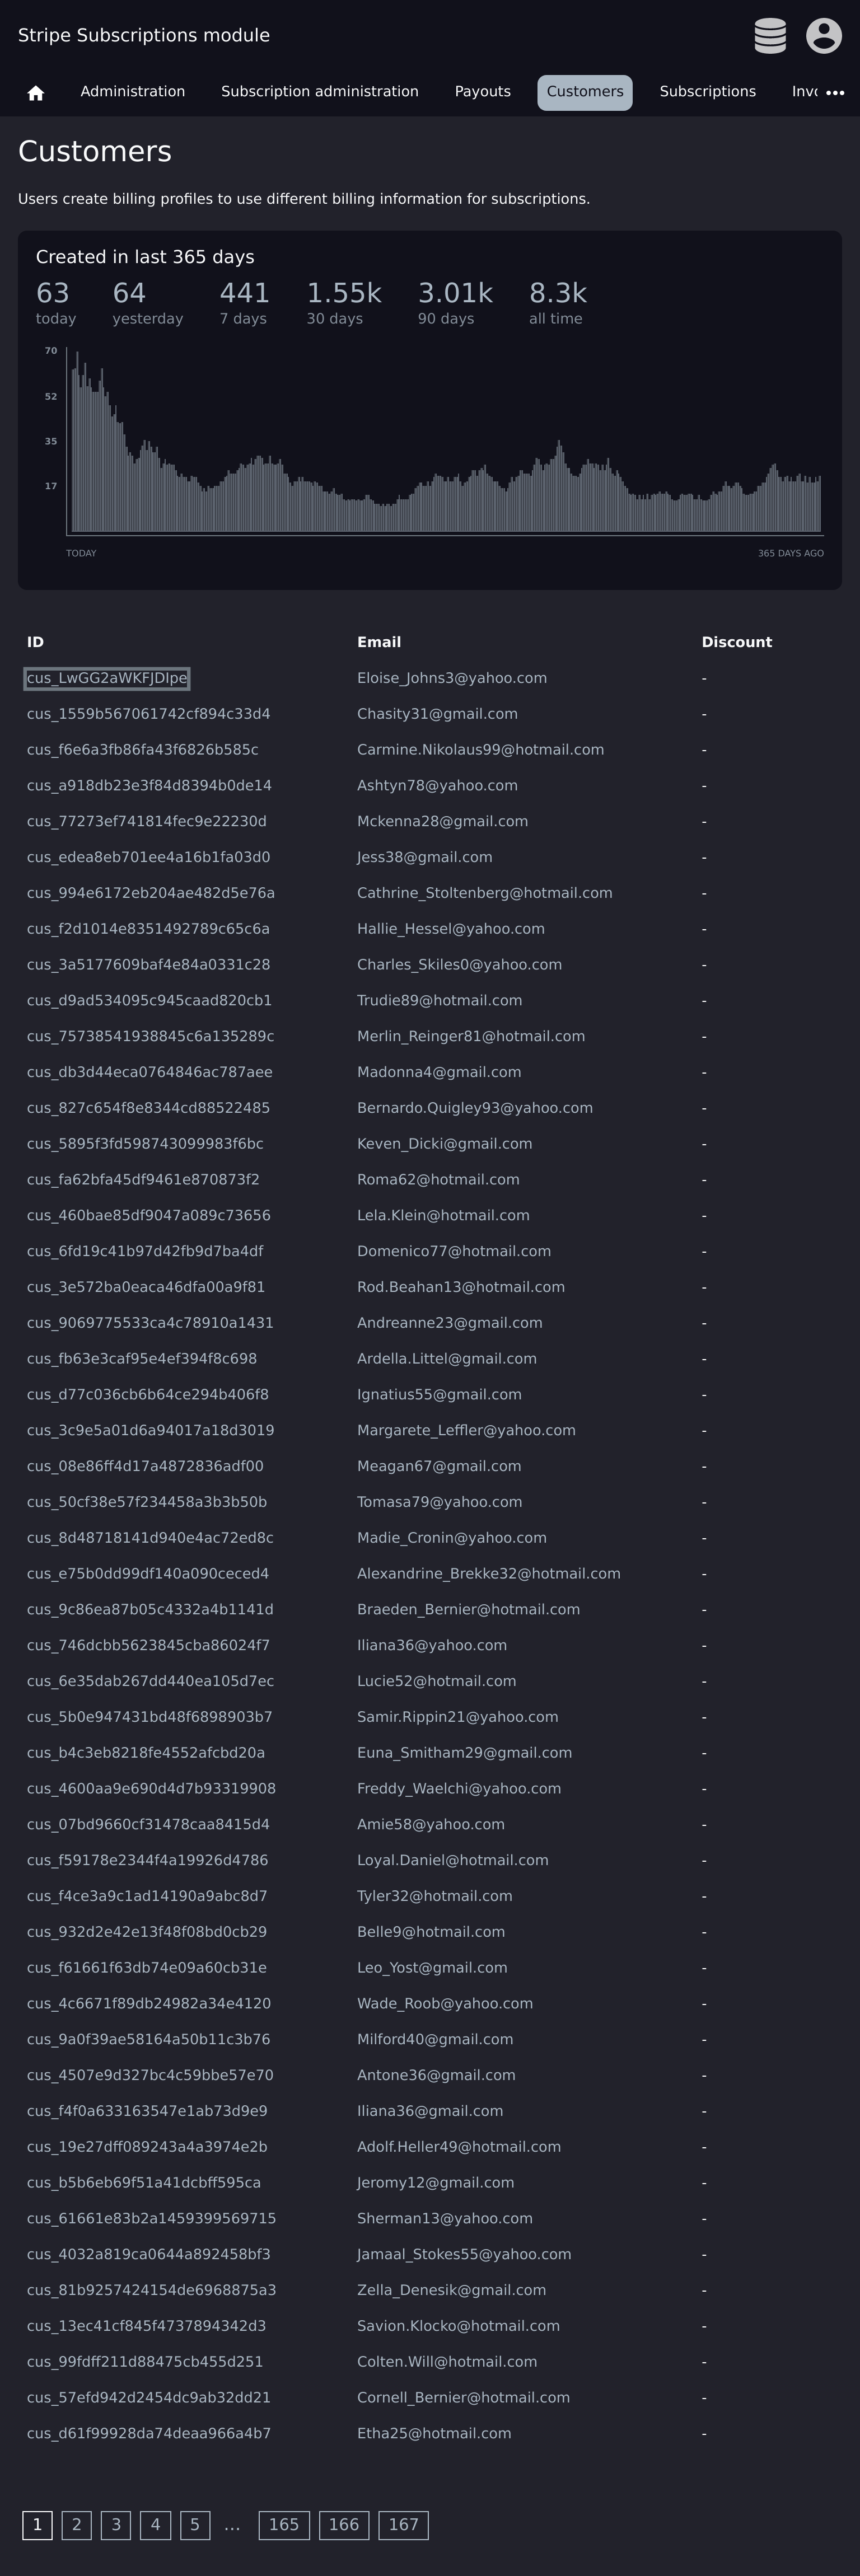 Stripe Subscriptions module
Administration Subscription administration Payouts Customers Subscriptions
Customers
Users create billing profiles to use different billing information for subscriptions.
Created in last 365 days
63 64 441 1.55k 3.01k 8.3k
today yesterday 7 days 30 days 90 days all time
70
52
35
17
TODAY 365 DAYS AGO
ID Email Discount
cus_LwGG2aWKFJDlpe Eloise_Johns3@yahoo.com -
cus_1559b567061742cf894c33d4 Chasity31@gmail.com -
cus_f6e6a3fb86fa43f6826b585c Carmine.Nikolaus99@hotmail.com -
cus_a918db23e3f84d8394b0de14 Ashtyn78@yahoo.com -
cus_77273ef741814fec9e22230d Mckenna28@gmail.com -
cus_edea8eb701ee4a16b1fa03d0 Jess38@gmail.com -
cus_994e6172eb204ae482d5e76a Cathrine_Stoltenberg@hotmail.com -
cus_f2d1014e8351492789c65c6a Hallie_Hessel@yahoo.com -
cus_3a5177609baf4e84a0331c28 Charles_Skiles0@yahoo.com -
cus_d9ad534095c945caad820cb1 Trudie89@hotmail.com -
cus_75738541938845c6a135289c Merlin_Reinger81@hotmail.com -
cus_db3d44eca0764846ac787aee Madonna4@gmail.com -
cus_827c654f8e8344cd88522485 Bernardo.Quigley93@yahoo.com -
cus_5895f3fd598743099983f6bc Keven_Dicki@gmail.com -
cus_fa62bfa45df9461e870873f2 Roma62@hotmail.com -
cus_460bae85df9047a089c73656 Lela.Klein@hotmail.com -
cus_6fd19c41b97d42fb9d7ba4df Domenico77@hotmail.com -
cus_3e572ba0eaca46dfa00a9f81 Rod.Beahan13@hotmail.com -
cus_9069775533ca4c78910a1431 Andreanne23@gmail.com -
cus_fb63e3caf95e4ef394f8c698 Ardella.Littel@gmail.com -
cus_d77c036cb6b64ce294b406f8 Ignatius55@gmail.com -
cus_3c9e5a01d6a94017a18d3019 Margarete_Leffler@yahoo.com -
cus_08e86ff4d17a4872836adf00 Meagan67@gmail.com -
cus_50cf38e57f234458a3b3b50b Tomasa79@yahoo.com -
cus_8d48718141d940e4ac72ed8c Madie_Cronin@yahoo.com -
cus_e75b0dd99df140a090ceced4 Alexandrine_Brekke32@hotmail.com -
cus_9c86ea87b05c4332a4b1141d Braeden_Bernier@hotmail.com -
cus_746dcbb5623845cba86024f7 Iliana36@yahoo.com -
cus_6e35dab267dd440ea105d7ec Lucie52@hotmail.com -
cus_5b0e947431bd48f6898903b7 Samir.Rippin21@yahoo.com -
cus_b4c3eb8218fe4552afcbd20a Euna_Smitham29@gmail.com -
cus_4600aa9e690d4d7b93319908 Freddy_Waelchi@yahoo.com -
cus_07bd9660cf31478caa8415d4 Amie58@yahoo.com -
cus_f59178e2344f4a19926d4786 Loyal.Daniel@hotmail.com -
cus_f4ce3a9c1ad14190a9abc8d7 Tyler32@hotmail.com -
cus_932d2e42e13f48f08bd0cb29 Belle9@hotmail.com -
cus_f61661f63db74e09a60cb31e Leo_Yost@gmail.com -
cus_4c6671f89db24982a34e4120 Wade_Roob@yahoo.com -
cus_9a0f39ae58164a50b11c3b76 Milford40@gmail.com -
cus_4507e9d327bc4c59bbe57e70 Antone36@gmail.com -
cus_f4f0a633163547e1ab73d9e9 Iliana36@gmail.com -
cus_19e27dff089243a4a3974e2b Adolf.Heller49@hotmail.com -
cus_b5b6eb69f51a41dcbff595ca Jeromy12@gmail.com -
cus_61661e83b2a1459399569715 Sherman13@yahoo.com -
cus_4032a819ca0644a892458bf3 Jamaal_Stokes55@yahoo.com -
cus_81b9257424154de6968875a3 Zella_Denesik@gmail.com -
cus_13ec41cf845f4737894342d3 Savion.Klocko@hotmail.com -
cus_99fdff211d88475cb455d251 Colten.Will@hotmail.com -
cus_57efd942d2454dc9ab32dd21 Cornell_Bernier@hotmail.com -
cus_d61f99928da74deaa966a4b7 Etha25@hotmail.com -
1 2 3 4 5 ... 165 166 167